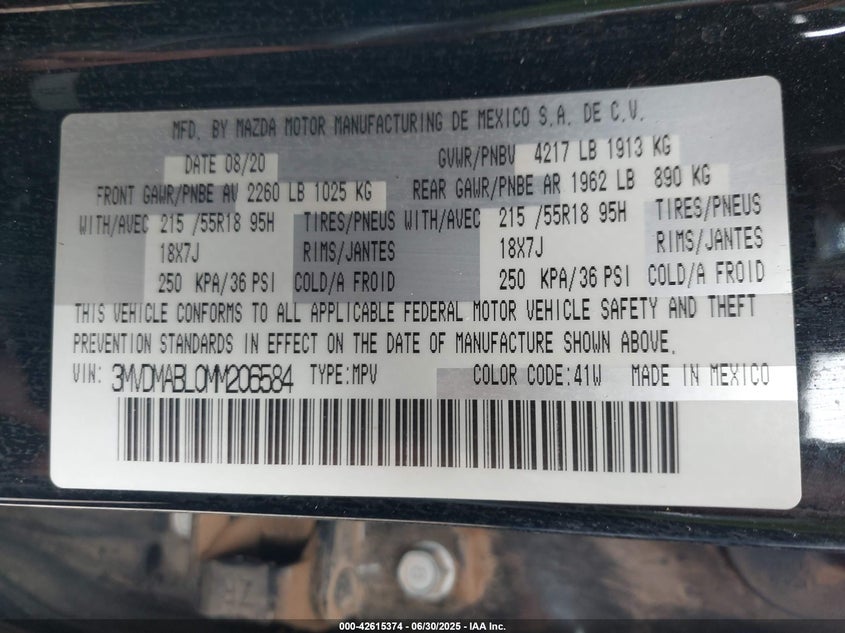 MFD. BY MAZDA MOTOR MANUFACTURING DE MEXICO S.A. DE C.V.
DATE 08/20 GVWR/PNBV 4217 LB 1913 KG
FRONT GAWR/PNBE AV 2260 LB 1025 KG REAR GAWR/PNBE AR 1962 LB 890 KG
WITH/AVEC 215 /55R18 95H TIRES/PNEUS WITH/AVEC 215 /55R18 95H TIRES/PNEUS
18X7J RIMS/JANTES 18X7J RIMS/JANTES
250 KPA/36 PSI COLD/A FROID 250 KPA/36 PSI COLD/A FROID
THIS VEHICLE CONFORMS TO ALL APPLICABLE FEDERAL MOTOR VEHICLE SAFETY AND THEFT
PREVENTION STANDARDS IN EFFECT ON THE DATE OF MANUFACTURE SHOWN ABOVE.
VIN: 3MVDMABL0MM206584 TYPE:MPV COLOR CODE:41W MADE IN MEXICO
000-42615374 - 06/30/2025 - IAA Inc.